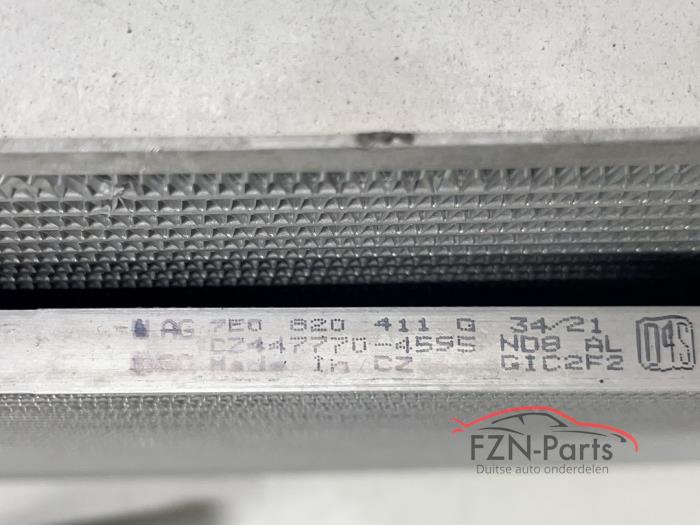 AG 7E0 820 411 G 34/21
CZ447770-4595 ND8 AL
Made in CZ GIC2F2
FZN-Parts
Duitse auto onderdelen